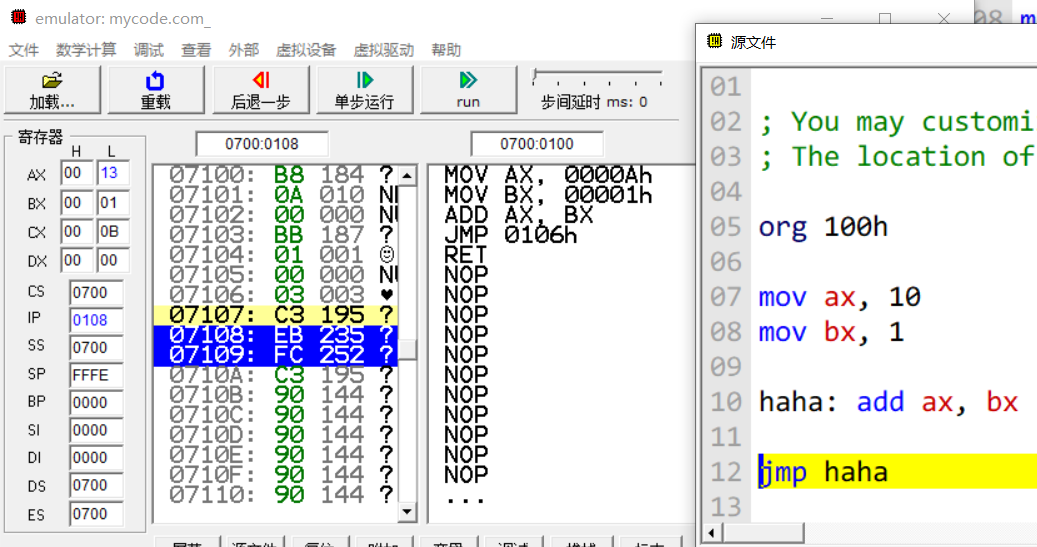 emulator: mycode.com_
文件 数学计算 调试 查看 外部 虚拟设备 虚拟驱动 帮助
加载... 重载 后退一步 单步运行 run 步间延时 ms: 0
寄存器
H L
AX 00 13
BX 00 01
CX 00 0B
DX 00 00
CS 0700
IP 0108
SS 0700
SP FFFE
BP 0000
SI 0000
DI 0000
DS 0700
ES 0700
0700:0108
07100: B8 184 ?
07101: 0A 010 NE
07102: 00 000 NU
07103: BB 187 ?
07104: 01 001 ☺
07105: 00 000 NU
07106: 03 003 ♥
07107: C3 195 ?
07108: EB 235 ?
07109: FC 252 ?
0710A: C3 195 ?
0710B: 90 144 ?
0710C: 90 144 ?
0710D: 90 144 ?
0710E: 90 144 ?
0710F: 90 144 ?
07110: 90 144 ?
0700:0100
MOV AX, 0000Ah
MOV BX, 00001h
ADD AX, BX
JMP 0106h
RET
NOP
NOP
NOP
NOP
NOP
NOP
NOP
NOP
NOP
NOP
NOP
...
08
源文件
01
02 ; You may customi
03 ; The location of
04
05 org 100h
06
07 mov ax, 10
08 mov bx, 1
09
10 haha: add ax, bx
11
12 jmp haha
13